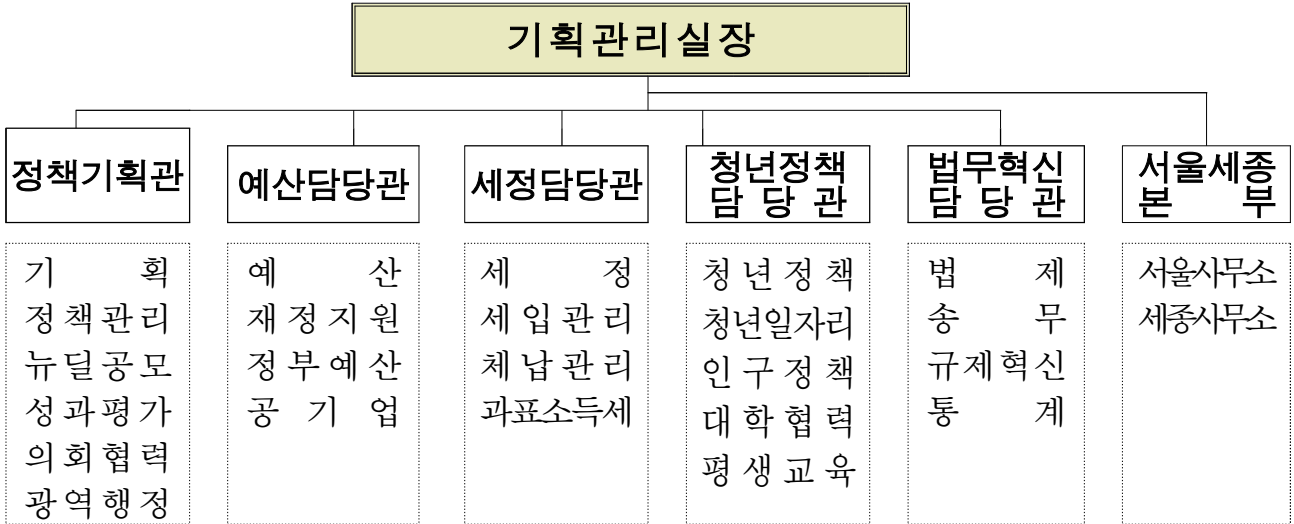 기획관리실장
정책기획관
예산담당관
세정담당관
청년정책
담당관
법무혁신
담당관
서울세종
본부
기획
정책관리
뉴딜공모
성과평가
의회협력
광역행정
예산
재정지원
정부예산
공기업
세정
세입관리
체납관리
과표소득세
청년정책
청년일자리
인구정책
대학협력
평생교육
법제
송무
규제혁신
통계
서울사무소
세종사무소